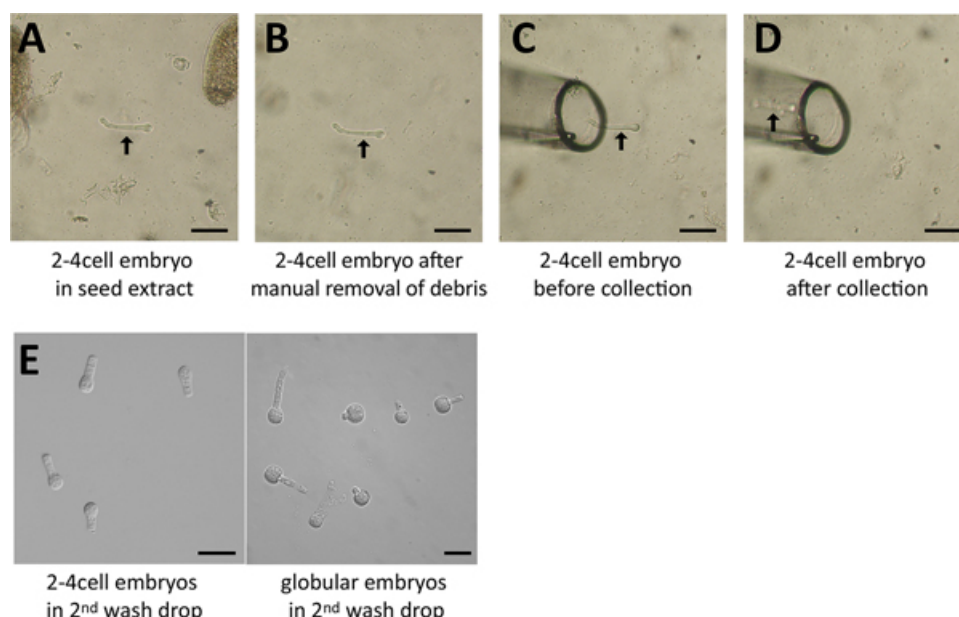 A
B
C
D
2-4cell embryo
in seed extract
2-4cell embryo after
manual removal of debris
2-4cell embryo
before collection
2-4cell embryo
after collection
E
2-4cell embryos
in 2nd wash drop
globular embryos
in 2nd wash drop